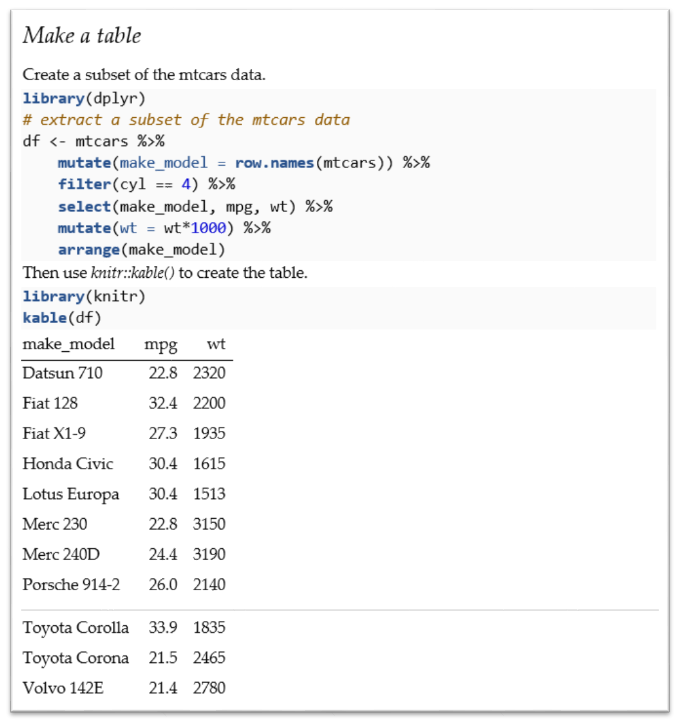 Make a table
Create a subset of the mtcars data.
library(dplyr)
# extract a subset of the mtcars data
df <- mtcars %>%
    mutate(make_model = row.names(mtcars)) %>%
    filter(cyl == 4) %>%
    select(make_model, mpg, wt) %>%
    mutate(wt = wt*1000) %>%
    arrange(make_model)
Then use knitr::kable() to create the table.
library(knitr)
kable(df)
make_model mpg wt
Datsun 710 22.8 2320
Fiat 128 32.4 2200
Fiat X1-9 27.3 1935
Honda Civic 30.4 1615
Lotus Europa 30.4 1513
Merc 230 22.8 3150
Merc 240D 24.4 3190
Porsche 914-2 26.0 2140
Toyota Corolla 33.9 1835
Toyota Corona 21.5 2465
Volvo 142E 21.4 2780